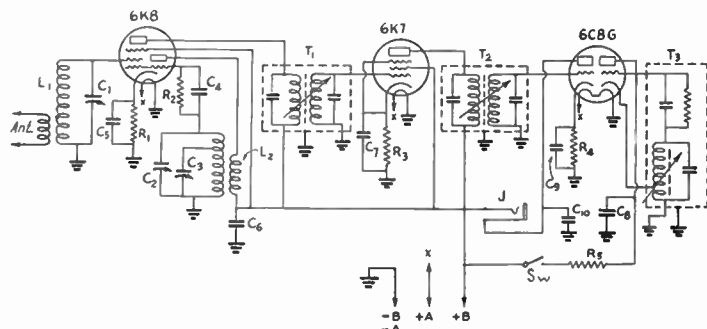 6K8
6K7
6C8G
T1
T2
T3
L1
C1
R2
C4
x
x
x
Ant.
C5
R1
C7
R3
C9
R4
C2
C3
L2
C6
J
C10
C8
Sw
R5
x
-B
+A
+B
-A